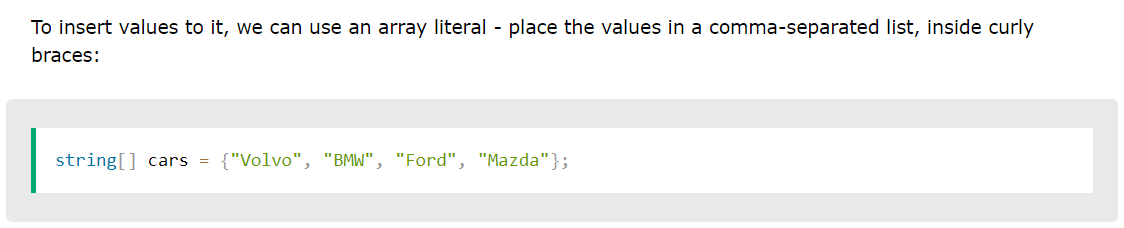 To insert values to it, we can use an array literal - place the values in a comma-separated list, inside curly
braces:
string[] cars = {"Volvo", "BMW", "Ford", "Mazda"};